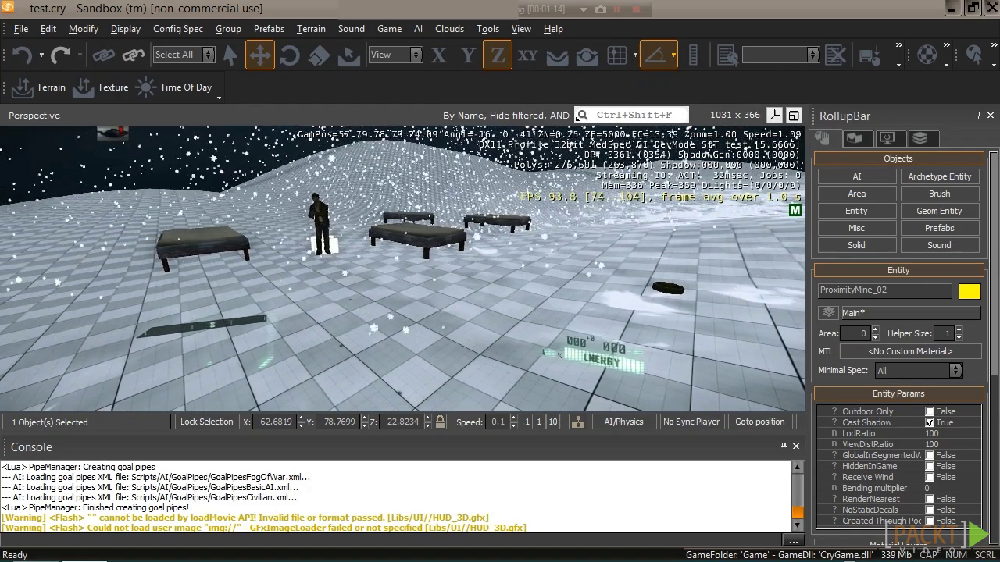 test.cry - Sandbox (tm) [non-commercial use]
[00:01:14]
File Edit Modify Display Config Spec Group Prefabs Terrain Sound Game AI Clouds Tools View Help
Select All View X Y Z XY
Terrain Texture Time Of Day
Perspective By Name, Hide filtered, AND Ctrl+Shift+F 1031 x 366
CamPos=57.79 78.79 24.09 Angl= 16 0 41 ZN=0.25 ZF=5000 FC=13.39 Zoom=1.00 Speed=1.09
DX11 Profile 32bit MedSpec GI DevMode StT test [5.6666]
DP: 0361 (0354) ShadowGen:0000 (0000)
Polys: 276,601 (263,876) Shadow:000,000 (000,000)
Streaming IO: ACT: 32msec, Jobs: 0
Mem=336 Peak=359 DLights=(0/0/0/0)
FPS 93.8 [74..104], frame avg over 1.0 s
M
000 +0 000
%
ENERGY
RollupBar
Objects
AI Archetype Entity
Area Brush
Entity Geom Entity
Misc Prefabs
Solid Sound
Entity
ProximityMine_02
Main*
Area: 0 Helper Size: 1
MTL <No Custom Material>
Minimal Spec: All
Entity Params
? Outdoor Only False
? Cast Shadow True
n LodRatio 100
n ViewDistRatio 100
? GlobalInSegmentedW False
? HiddenInGame False
? Receive Wind False
n Bending multiplier 0
? RenderNearest False
? NoStaticDecals False
? Created Through Poo False
Material Layers
1 Object(s) Selected Lock Selection X: 62.6819 Y: 78.7699 Z: 22.8234 Speed: 0.1 .1 1 10 AI/Physics No Sync Player Goto position
Console
<Lua> PipeManager: Creating goal pipes
--- AI: Loading goal pipes XML file: Scripts/AI/GoalPipes/GoalPipesFogOfWar.xml...
--- AI: Loading goal pipes XML file: Scripts/AI/GoalPipes/GoalPipesBasicAI.xml...
--- AI: Loading goal pipes XML file: Scripts/AI/GoalPipes/GoalPipesCivilian.xml...
<Lua> PipeManager: Finished creating goal pipes!
[Warning] <Flash> "" cannot be loaded by loadMovie API! Invalid file or format passed. [Libs/UI//HUD_3D.gfx]
[Warning] <Flash> Could not load user image "img://" - GFxImageLoader failed or not specified [Libs/UI//HUD_3D.gfx]
...
[PACKT]
VIDEO
Ready GameFolder: 'Game' - GameDll: 'CryGame.dll' 339 Mb CAP NUM SCRL